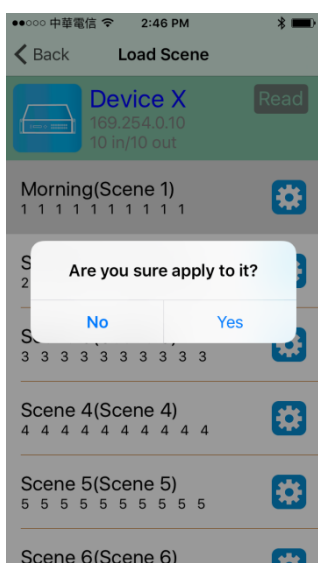 中華電信 2:46 PM
Back Load Scene
Device X Read
169.254.0.10
10 in/10 out
Morning(Scene 1)
1 1 1 1 1 1 1 1 1 1
S
2
Are you sure apply to it?
No Yes
3 3 3 3 3 3 3 3 3 3
Scene 4(Scene 4)
4 4 4 4 4 4 4 4 4 4
Scene 5(Scene 5)
5 5 5 5 5 5 5 5 5 5
Scene 6(Scene 6)